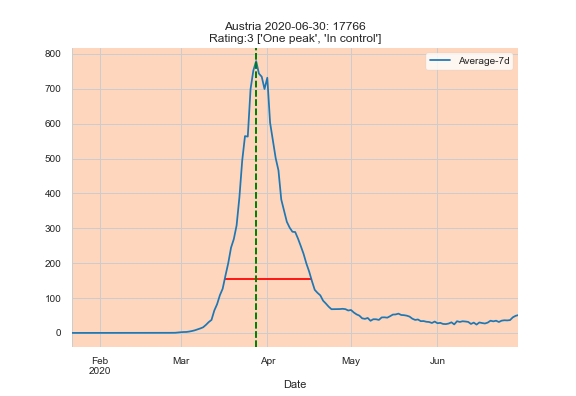 Austria 2020-06-30: 17766
Rating:3 ['One peak', 'In control']
Average-7d
800
700
600
500
400
300
200
100
0
Feb
2020
Mar
Apr
May
Jun
Date